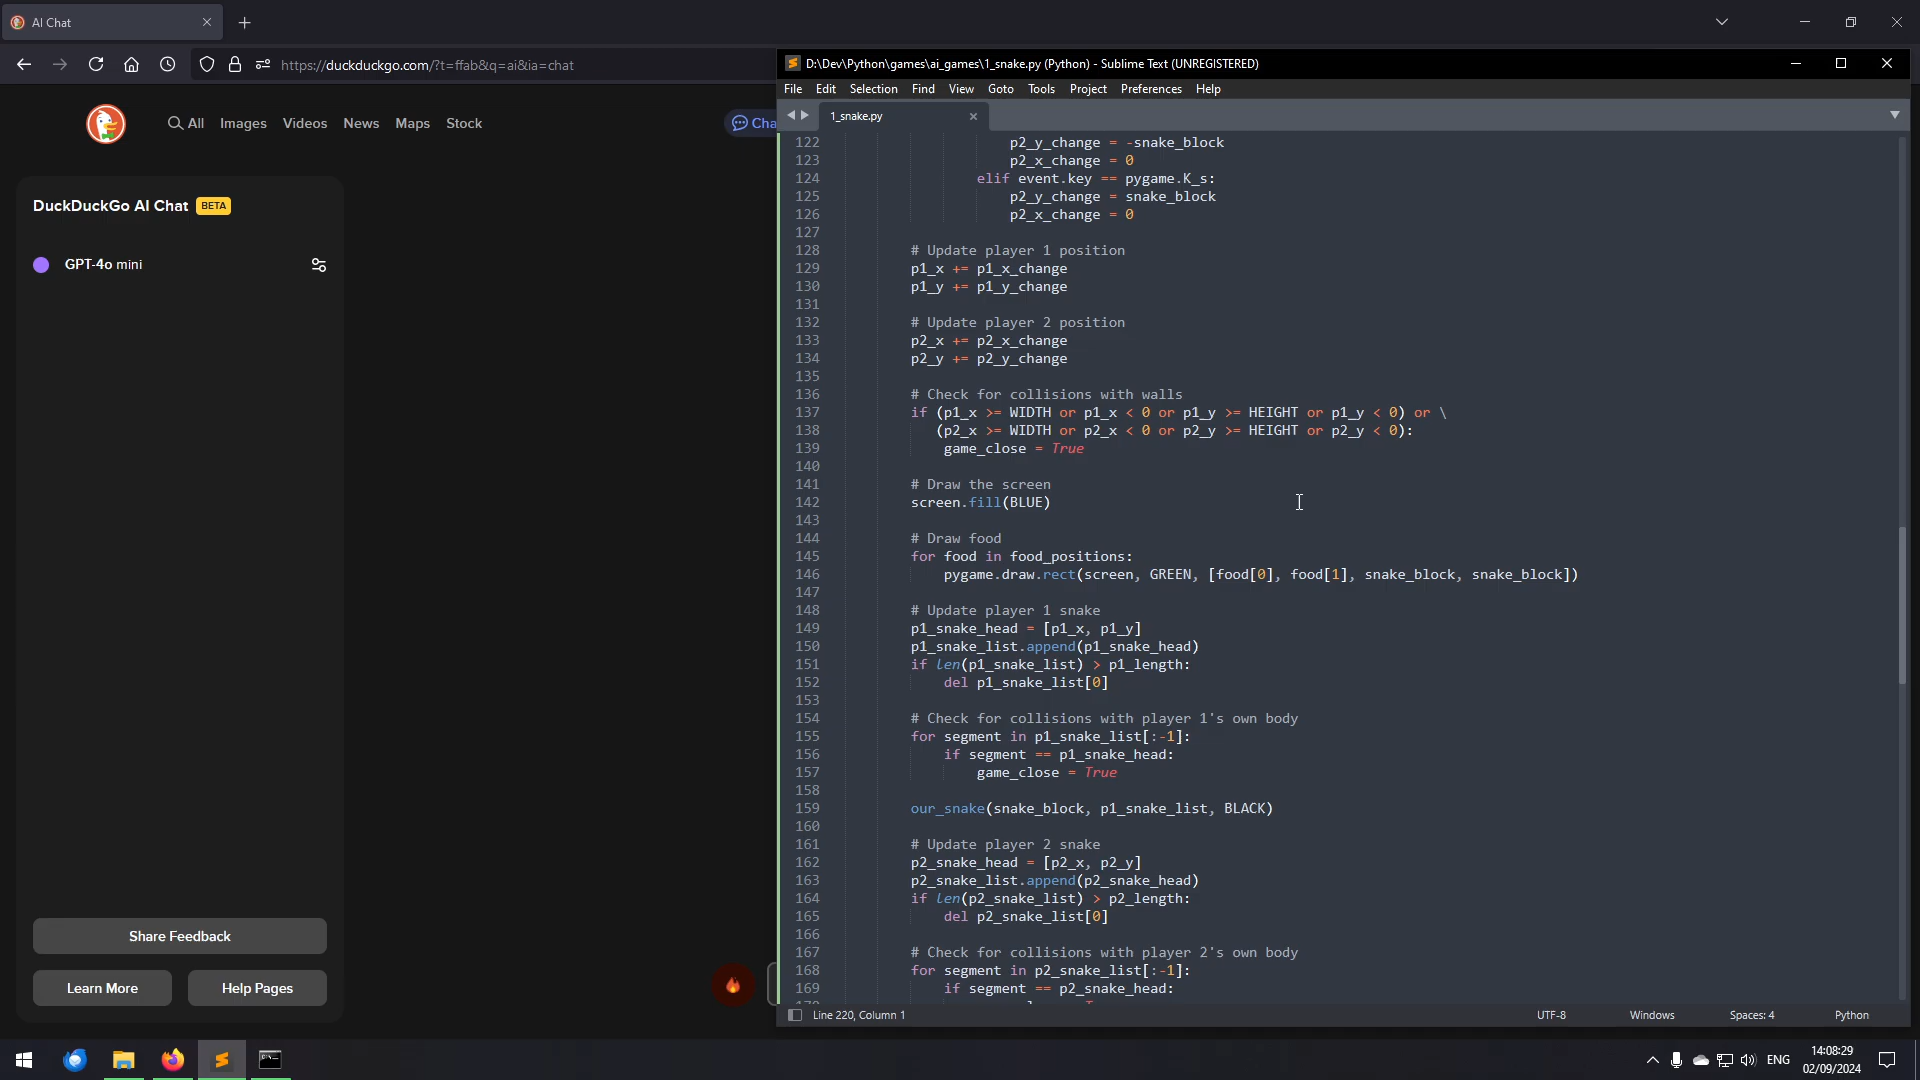 AI Chat
https://duckduckgo.com/?t=ffab&q=ai&ia=chat
All
Images
Videos
News
Maps
Stock
Cha
DuckDuckGo AI Chat BETA
GPT-4o mini
Share Feedback
Learn More
Help Pages
D:\Dev\Python\games\ai_games\1_snake.py (Python) - Sublime Text (UNREGISTERED)
File Edit Selection Find View Goto Tools Project Preferences Help
1_snake.py
122 p2_y_change = -snake_block
123 p2_x_change = 0
124 elif event.key == pygame.K_s:
125 p2_y_change = snake_block
126 p2_x_change = 0
127
128 # Update player 1 position
129 p1_x += p1_x_change
130 p1_y += p1_y_change
131
132 # Update player 2 position
133 p2_x += p2_x_change
134 p2_y += p2_y_change
135
136 # Check for collisions with walls
137 if (p1_x >= WIDTH or p1_x < 0 or p1_y >= HEIGHT or p1_y < 0) or \
138 (p2_x >= WIDTH or p2_x < 0 or p2_y >= HEIGHT or p2_y < 0):
139 game_close = True
140
141 # Draw the screen
142 screen.fill(BLUE)
143
144 # Draw food
145 for food in food_positions:
146 pygame.draw.rect(screen, GREEN, [food[0], food[1], snake_block, snake_block])
147
148 # Update player 1 snake
149 p1_snake_head = [p1_x, p1_y]
150 p1_snake_list.append(p1_snake_head)
151 if len(p1_snake_list) > p1_length:
152 del p1_snake_list[0]
153
154 # Check for collisions with player 1's own body
155 for segment in p1_snake_list[:-1]:
156 if segment == p1_snake_head:
157 game_close = True
158
159 our_snake(snake_block, p1_snake_list, BLACK)
160
161 # Update player 2 snake
162 p2_snake_head = [p2_x, p2_y]
163 p2_snake_list.append(p2_snake_head)
164 if len(p2_snake_list) > p2_length:
165 del p2_snake_list[0]
166
167 # Check for collisions with player 2's own body
168 for segment in p2_snake_list[:-1]:
169 if segment == p2_snake_head:
Line 220, Column 1
UTF-8
Windows
Spaces: 4
Python
ENG
14:08:29
02/09/2024